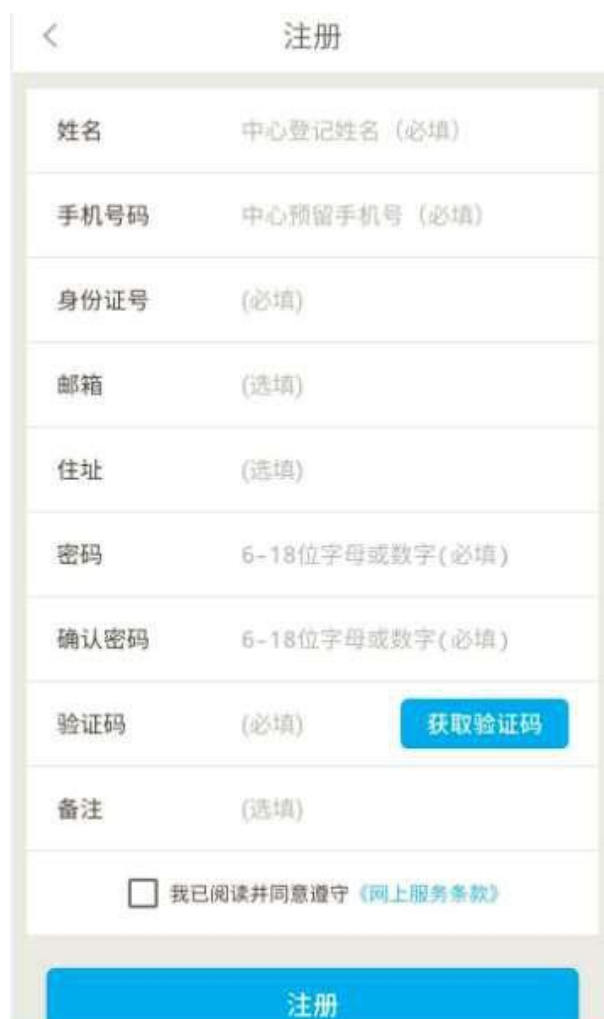 注册
姓名 中心登记姓名（必填）
手机号码 中心预留手机号（必填）
身份证号 (必填)
邮箱 (选填)
住址 (选填)
密码 6-18位字母或数字(必填)
确认密码 6-18位字母或数字(必填)
验证码 (必填) 获取验证码
备注 (选填)
我已阅读并同意遵守《网上服务条款》
注册